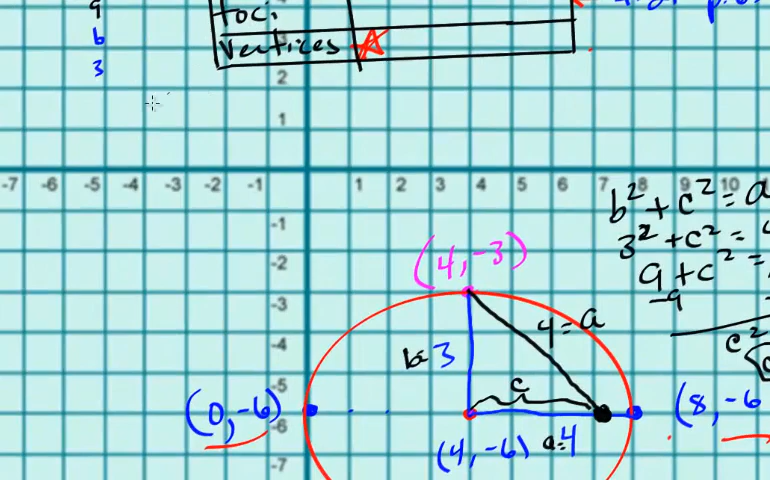 9
foci
b
Vertices
3
3
2
1
-7 -6 -5 -4 -3 -2 -1 1 2 3 4 5 6 7 8 9 10
b² + c² = a
-1
3² + c² =
(4, -3)
-2
9 + c² =
-9
-3
4 = a
-4
b=3
c²
c
-5
(0, -6)
(8, -6
-6
(4, -6) a=4
-7